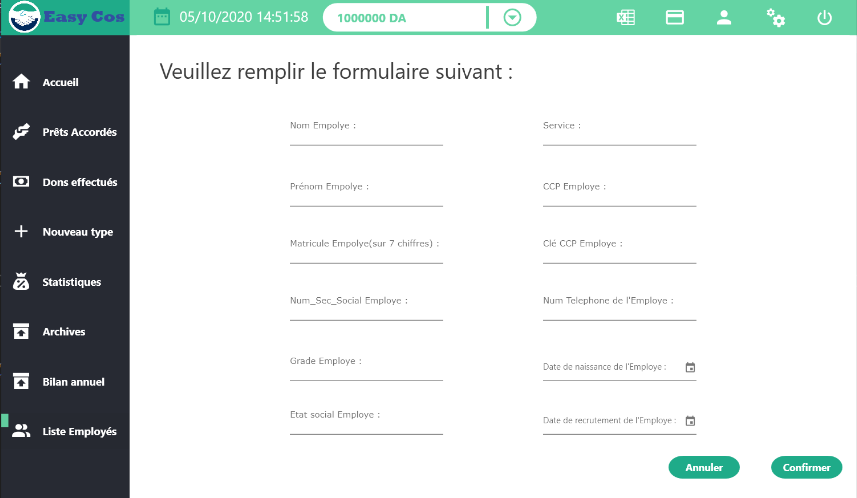 Easy Cos
05/10/2020 14:51:58
1000000 DA
Accueil
Prêts Accordés
Dons effectués
Nouveau type
Statistiques
Archives
Bilan annuel
Liste Employés
Veuillez remplir le formulaire suivant :
Nom Empolye :
Service :
Prénom Empolye :
CCP Employe :
Matricule Empolye(sur 7 chiffres) :
Clé CCP Employe :
Num_Sec_Social Employe :
Num Telephone de l'Employe :
Grade Employe :
Date de naissance de l'Employe :
Etat social Employe :
Date de recrutement de l'Employe :
Annuler
Confirmer